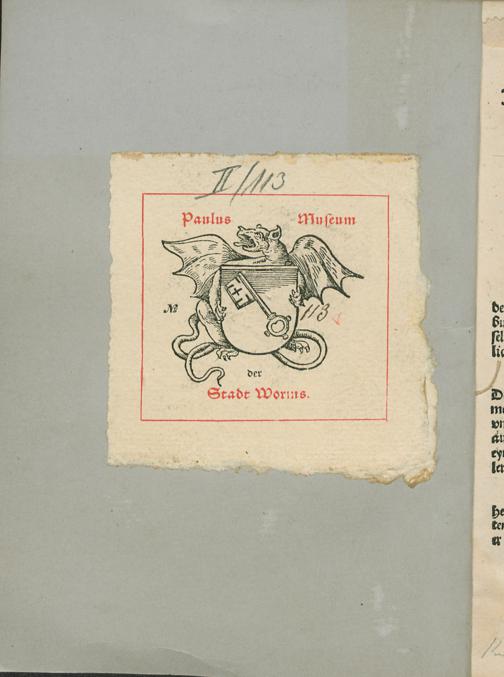 II/113
Paulus Muſeum
№ 113
der
Stadt Worms.